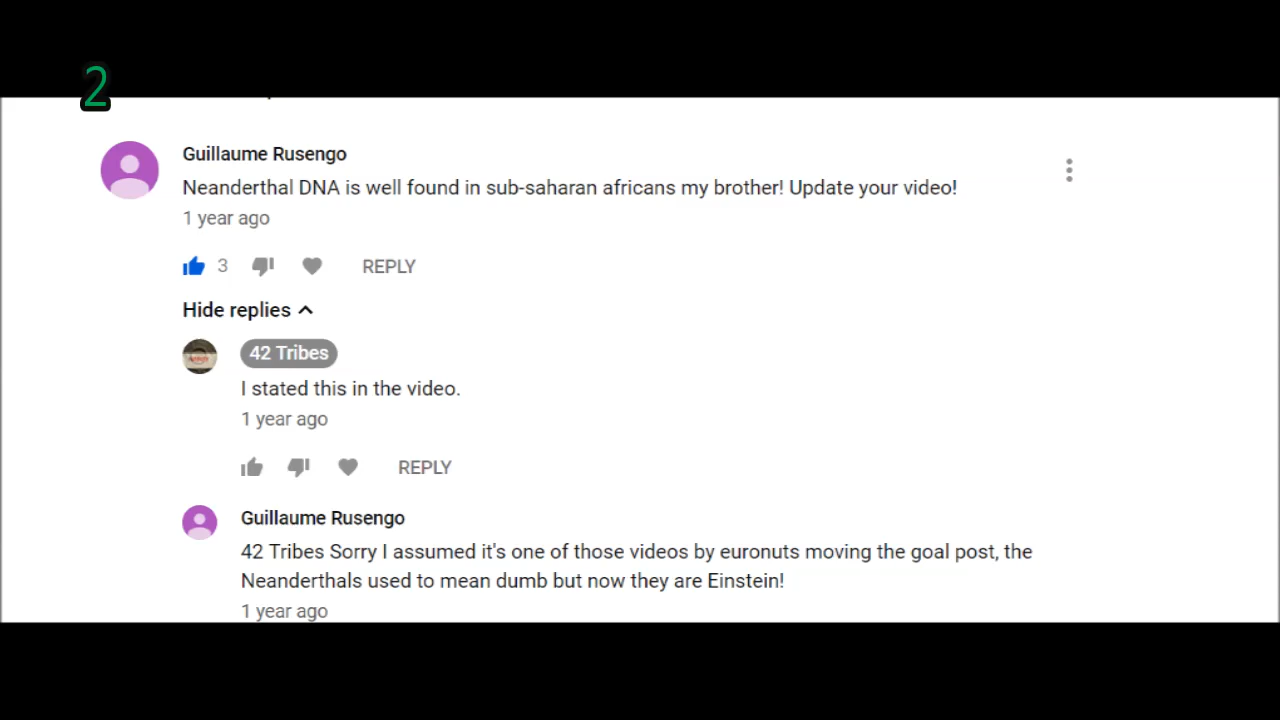 2
Guillaume Rusengo
Neanderthal DNA is well found in sub-saharan africans my brother! Update your video!
1 year ago
3
REPLY
Hide replies
42 Tribes
I stated this in the video.
1 year ago
REPLY
Guillaume Rusengo
42 Tribes Sorry I assumed it's one of those videos by euronuts moving the goal post, the
Neanderthals used to mean dumb but now they are Einstein!
1 year ago